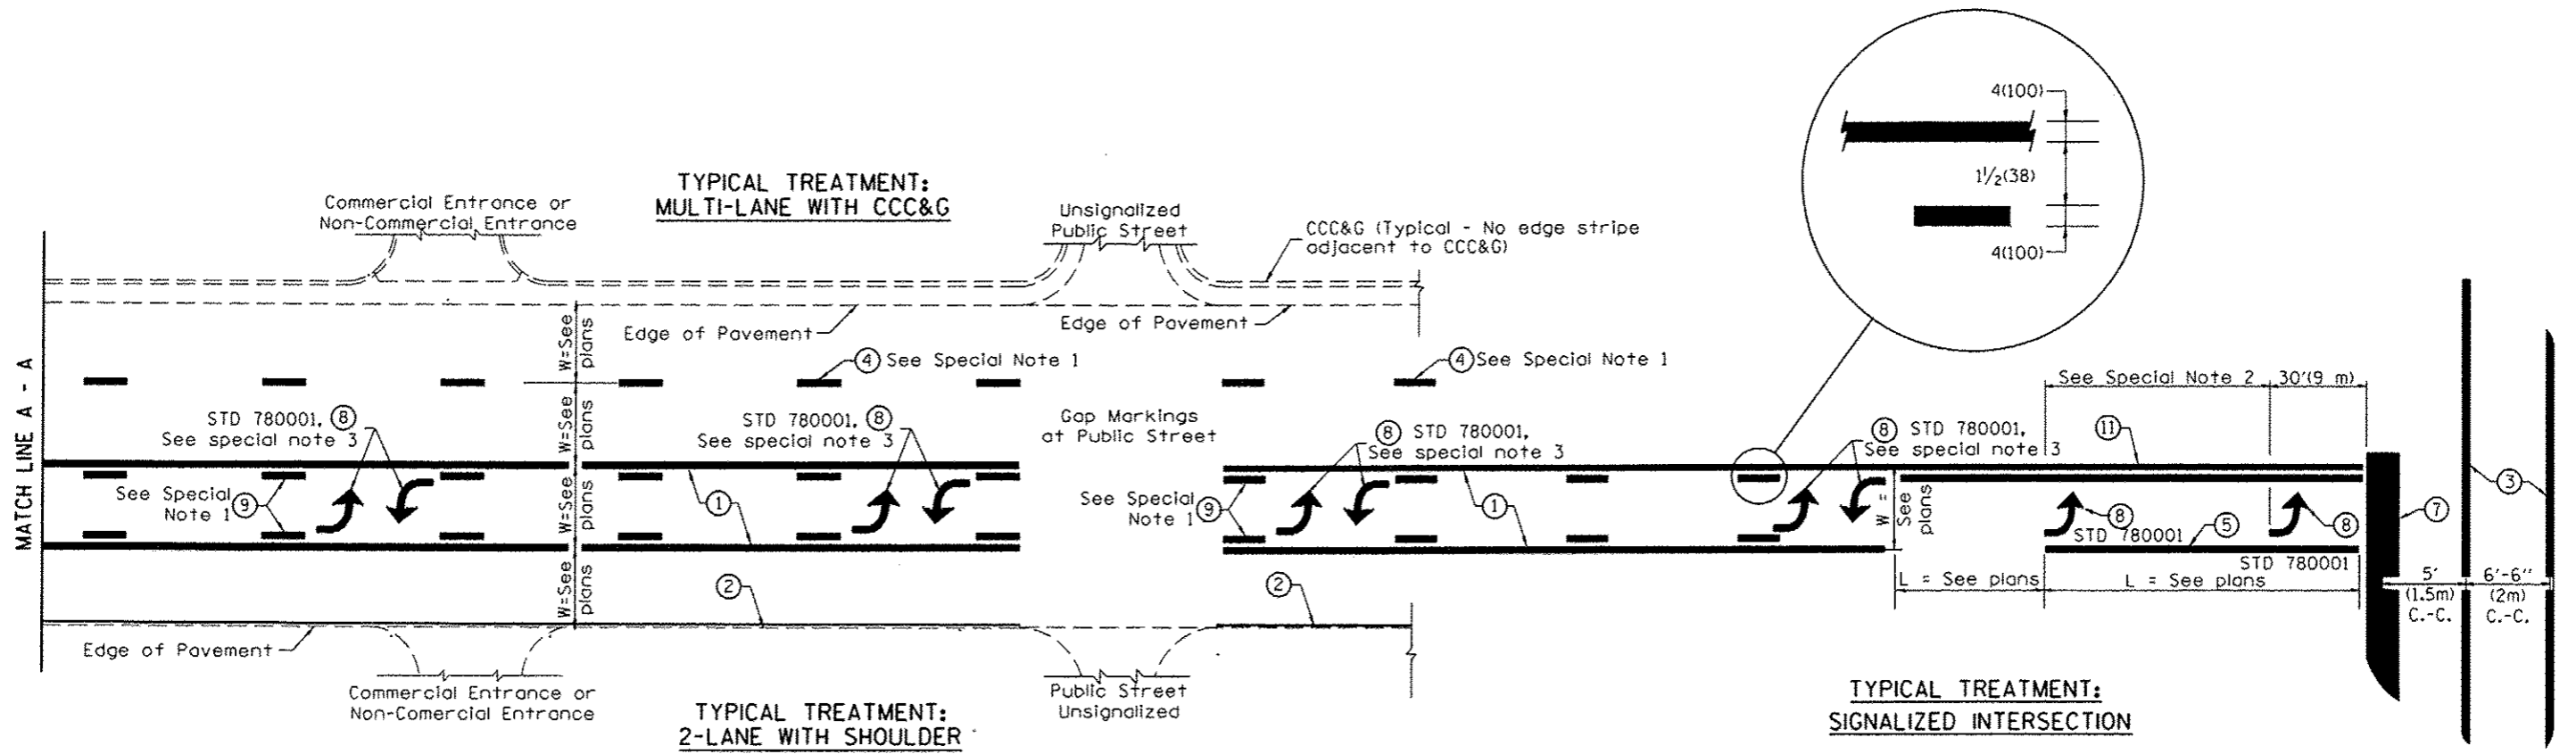 4(100)
1½(38)
4(100)
TYPICAL TREATMENT:
MULTI-LANE WITH CCC&G
Commercial Entrance or
Non-Commercial Entrance
Unsignalized
Public Street
CCC&G (Typical - No edge stripe
adjacent to CCC&G)
MATCH LINE A - A
Edge of Pavement
Edge of Pavement
W=See
plans
W=See
plans
W=See
plans
W=See
plans
4 See Special Note 1
4 See Special Note 1
STD 780001, 8
See special note 3
STD 780001, 8
See special note 3
Gap Markings
at Public Street
8 STD 780001,
See special note 3
8 STD 780001,
See special note 3
See Special Note 2
30'(9 m)
11
See Special
Note 1
9
1
See Special
Note 1
9
1
W =
See
plans
8
STD 780001
5
8
STD 780001
7
3
2
2
L = See plans
L = See plans
5'
(1.5m)
C.-C.
6'-6"
(2m)
C.-C.
Edge of Pavement
Commercial Entrance or
Non-Comercial Entrance
Public Street
Unsignalized
TYPICAL TREATMENT:
2-LANE WITH SHOULDER
TYPICAL TREATMENT:
SIGNALIZED INTERSECTION